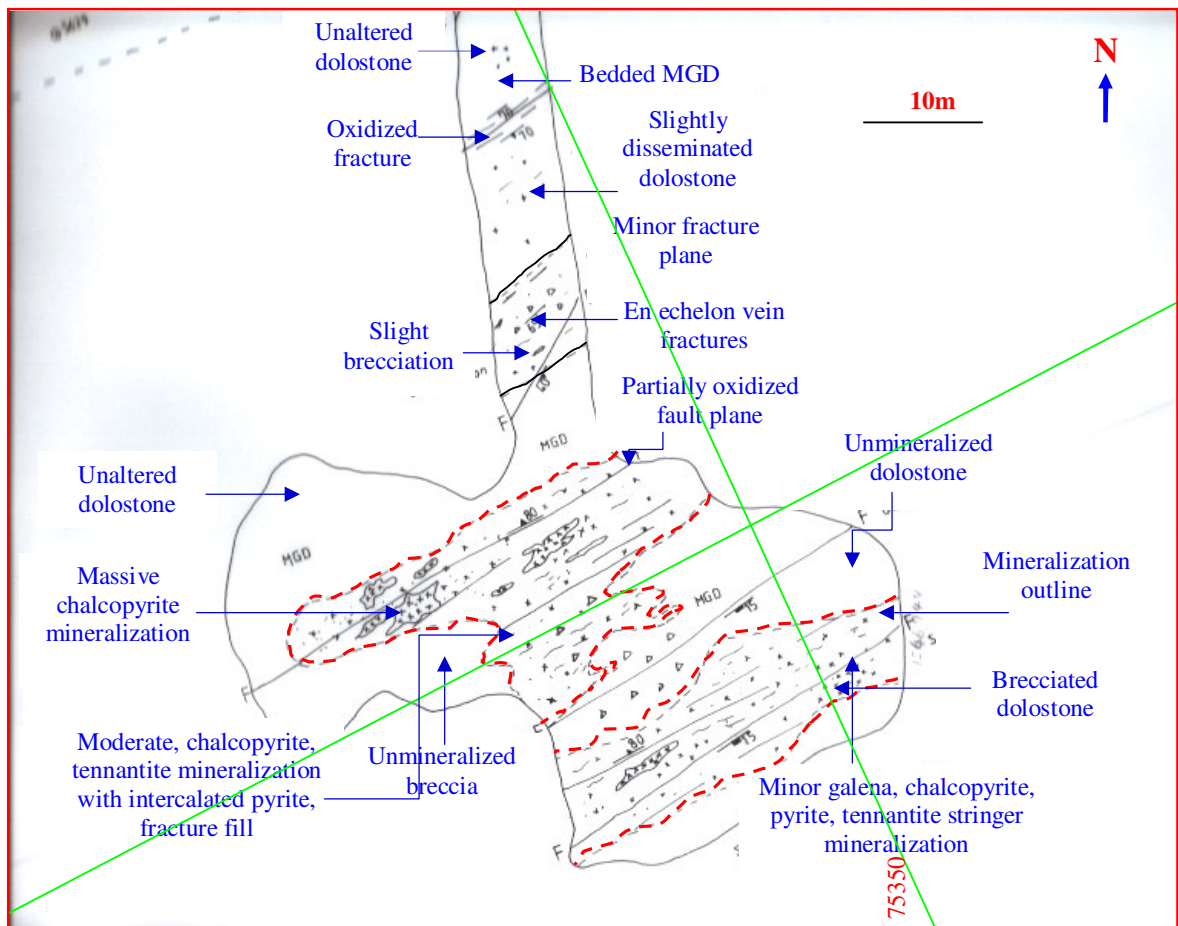 5679
Unaltered
dolostone
Bedded MGD
N
10m
Oxidized
fracture
70
Slightly
disseminated
dolostone
Minor fracture
plane
En echelon vein
fractures
Slight
brecciation
Partially oxidized
fault plane
F
MGD
Unmineralized
dolostone
Unaltered
dolostone
80
F
MGD
Massive
chalcopyrite
mineralization
Mineralization
outline
MGD
75
F
S
F
Brecciated
dolostone
Moderate, chalcopyrite,
tennantite mineralization
with intercalated pyrite,
fracture fill
Unmineralized
breccia
80
75
Minor galena, chalcopyrite,
pyrite, tennantite stringer
mineralization
F
75350